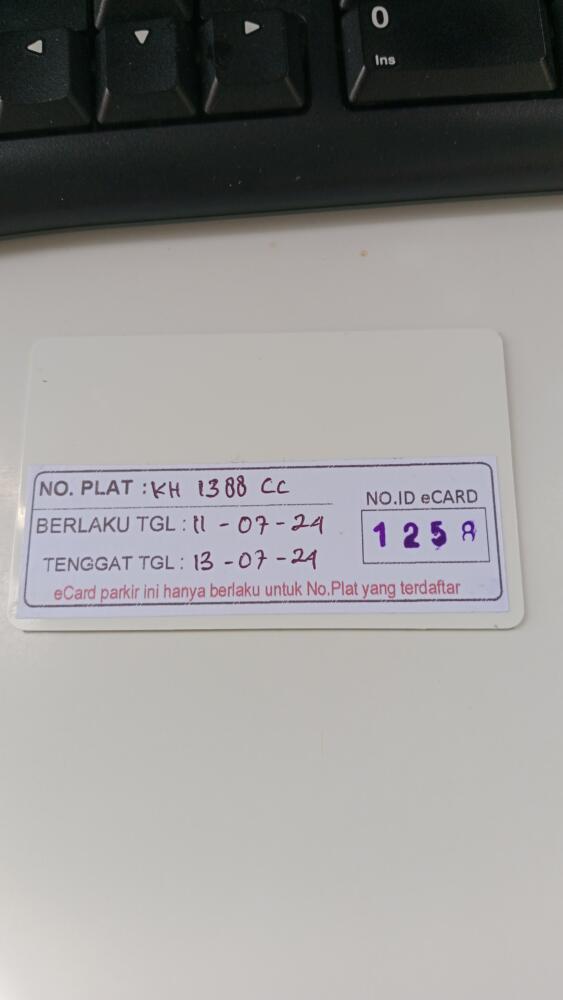 0
Ins
NO. PLAT : KH 1388 CC
BERLAKU TGL : 11 - 07 - 24
TENGGAT TGL : 13 - 07 - 24
NO.ID eCARD
1258
eCard parkir ini hanya berlaku untuk No.Plat yang terdaftar